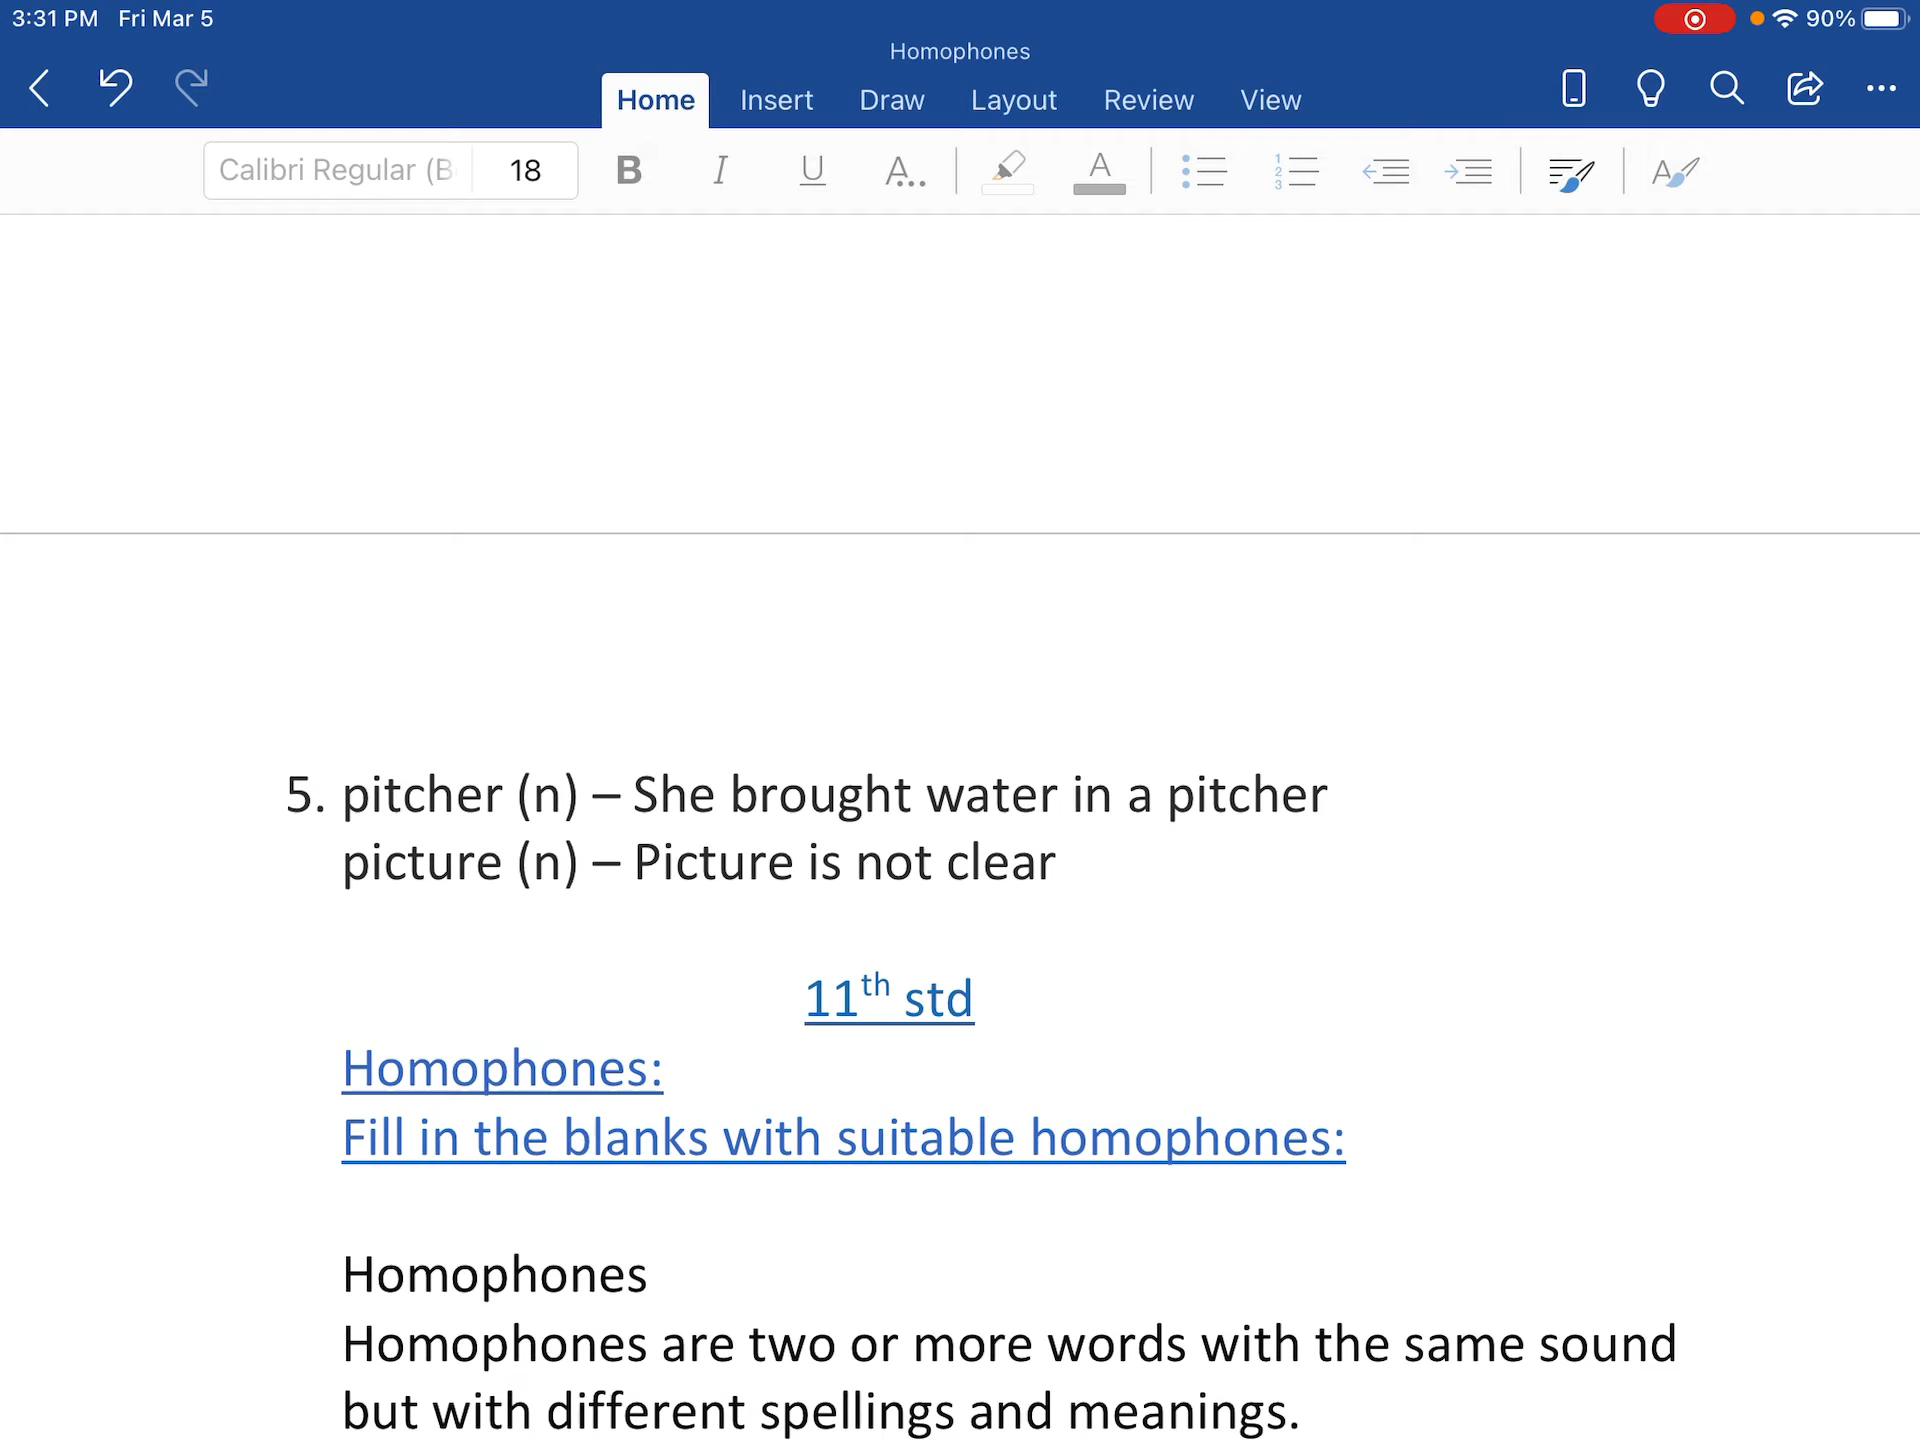 3:31 PM Fri Mar 5
90%
Homophones
Home Insert Draw Layout Review View
Calibri Regular (B 18 B I U A... A
5. pitcher (n) – She brought water in a pitcher
picture (n) – Picture is not clear
11th std
Homophones:
Fill in the blanks with suitable homophones:
Homophones
Homophones are two or more words with the same sound
but with different spellings and meanings.